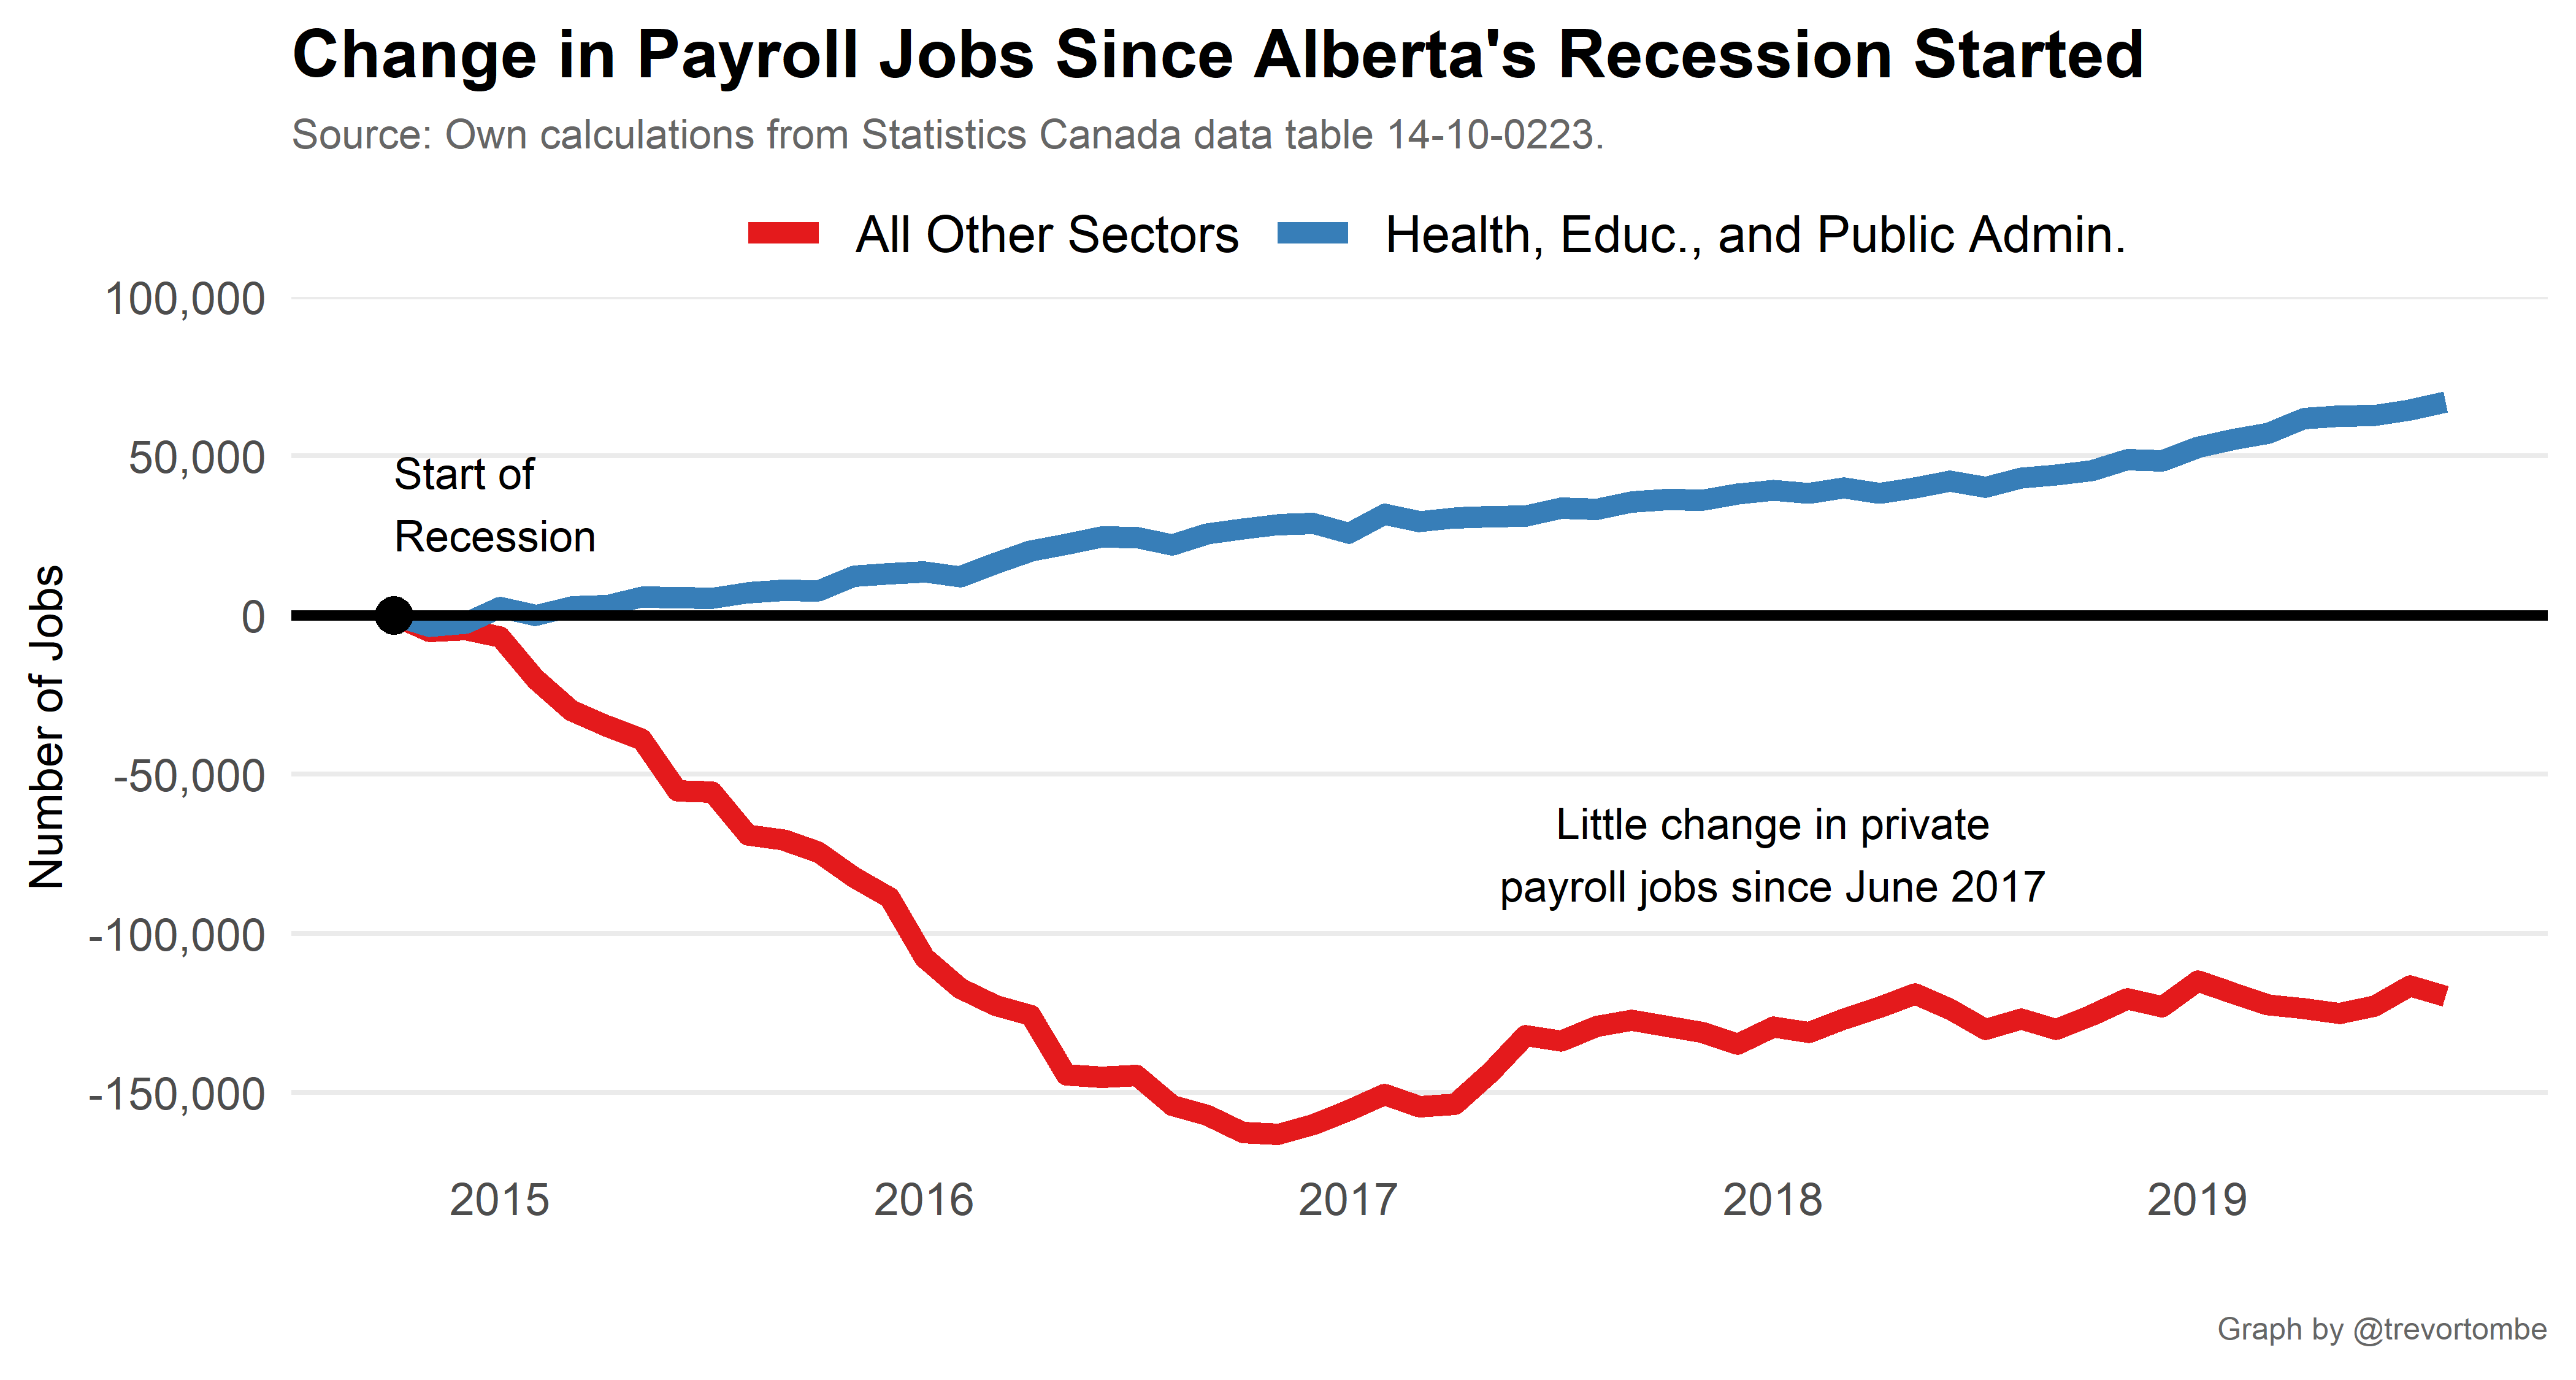 Change in Payroll Jobs Since Alberta's Recession Started
Source: Own calculations from Statistics Canada data table 14-10-0223.
All Other Sectors Health, Educ., and Public Admin.
100,000
50,000
0
-50,000
-100,000
-150,000
Number of Jobs
Start of
Recession
Little change in private
payroll jobs since June 2017
2015 2016 2017 2018 2019
Graph by @trevortombe